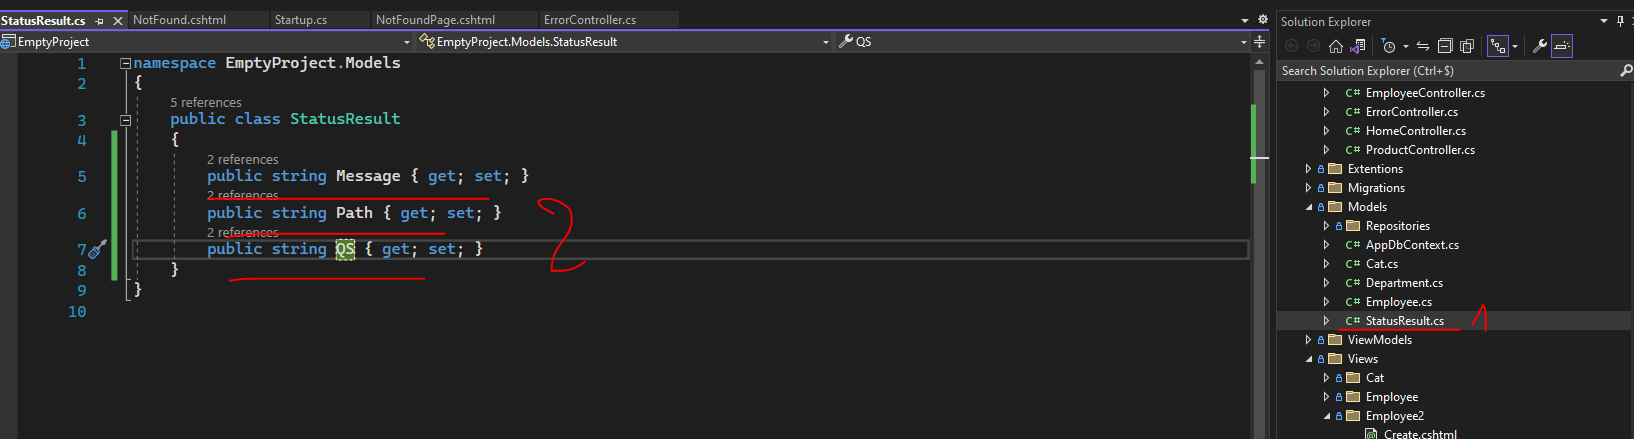 StatusResult.cs
NotFound.cshtml
Startup.cs
NotFoundPage.cshtml
ErrorController.cs
EmptyProject
EmptyProject.Models.StatusResult
QS
1 namespace EmptyProject.Models
2 {
5 references
3 public class StatusResult
4 {
2 references
5 public string Message { get; set; }
2 references
6 public string Path { get; set; }
2 references
7 public string QS { get; set; }
8 }
9 }
10
2
Solution Explorer
Search Solution Explorer (Ctrl+$)
C# EmployeeController.cs
C# ErrorController.cs
C# HomeController.cs
C# ProductController.cs
Extentions
Migrations
Models
Repositories
C# AppDbContext.cs
C# Cat.cs
C# Department.cs
C# Employee.cs
C# StatusResult.cs 1
ViewModels
Views
Cat
Employee
Employee2
Create.cshtml